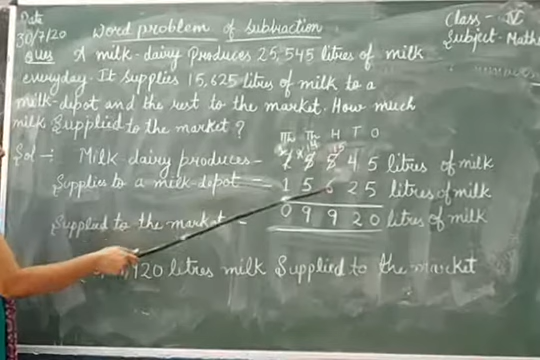 Date
30/7/20
Word problem of subtraction
Class - IV
Subject - Maths
Ques A milk-dairy Produces 25,545 litres of milk
everyday. It supplies 15,625 litres of milk to a
milk-depot and the rest to the market. How much
milk Supplied to the market?
TTh Th H T O
Sol :- Milk-dairy produces - 5 5 4 5 litres of milk
Supplies to a milk-depot - 1 5 6 2 5 litres of milk
Supplied to the market - 0 9 9 2 0 litres of milk
920 litres milk Supplied to the market